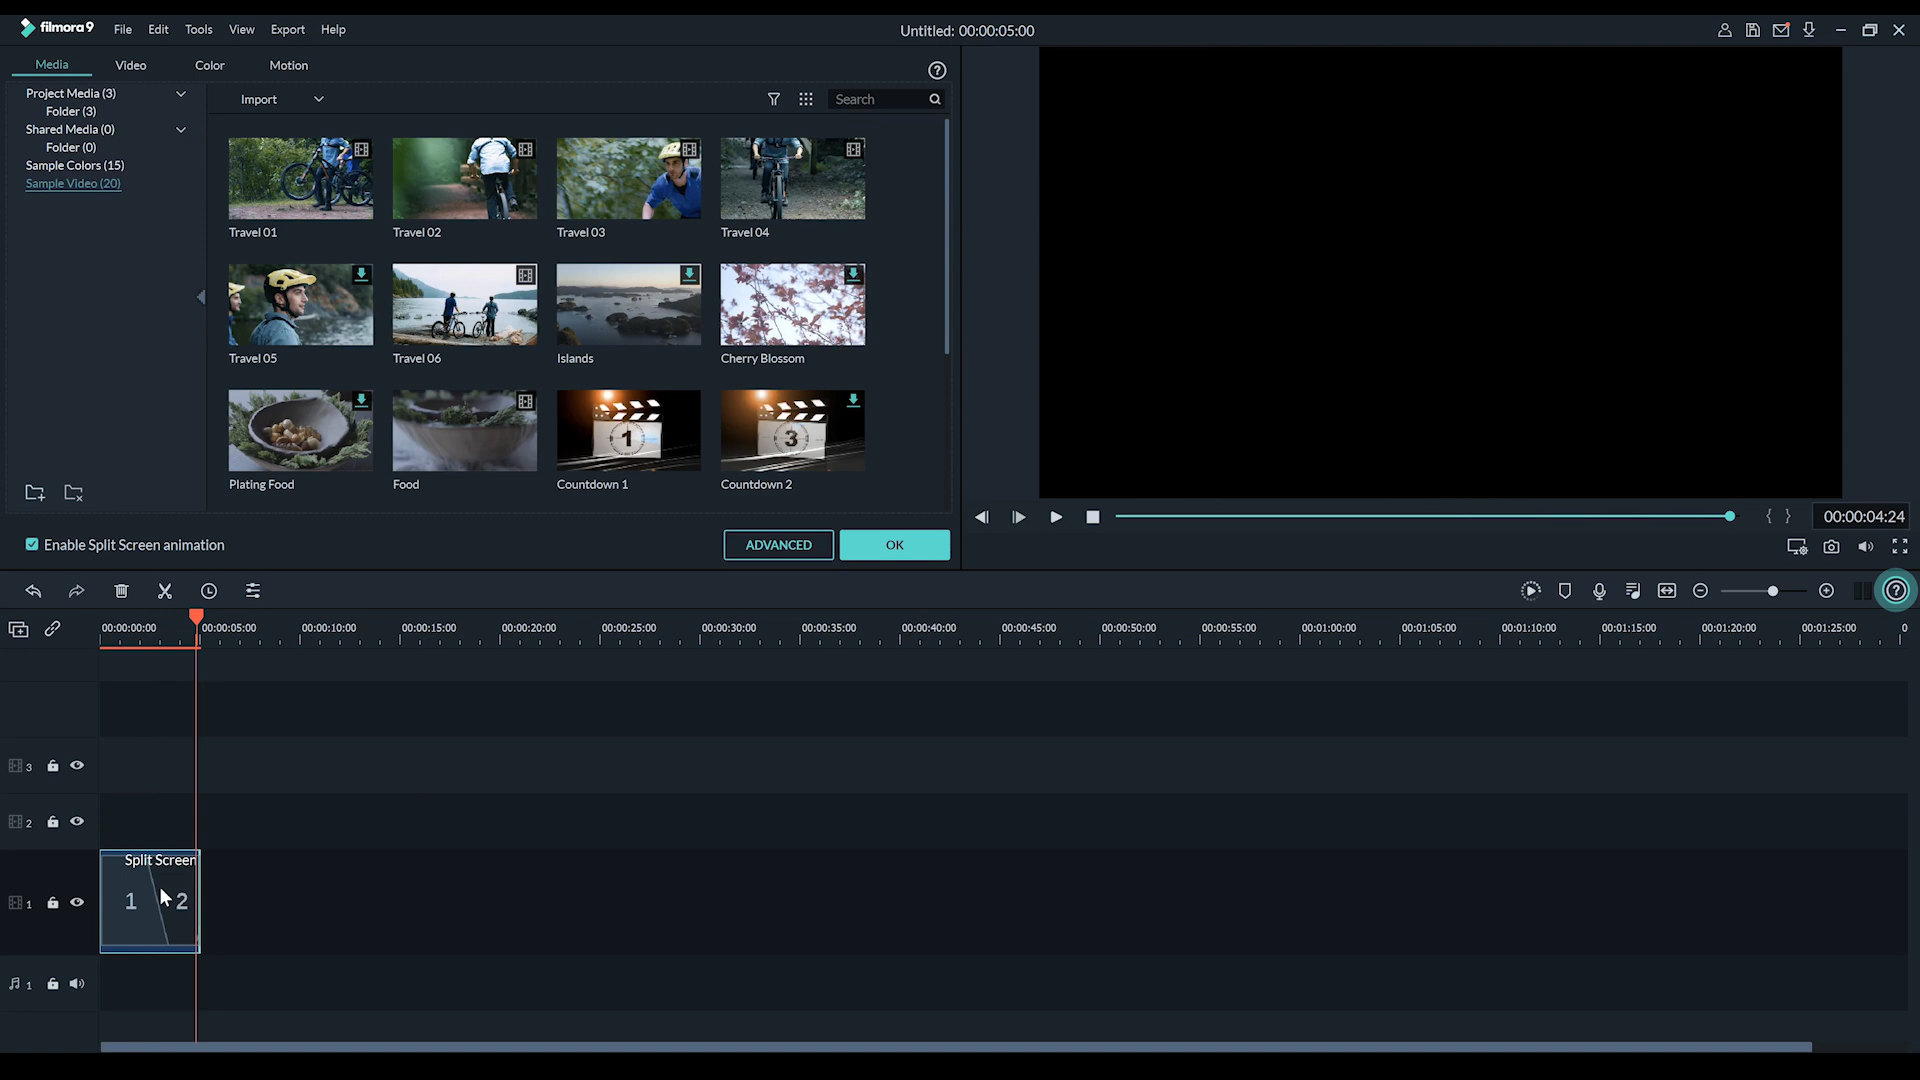 filmora9 File Edit Tools View Export Help
Untitled: 00:00:05:00
Media Video Color Motion
Project Media (3)
Folder (3)
Shared Media (0)
Folder (0)
Sample Colors (15)
Sample Video (20)
Import
Search
Travel 01 Travel 02 Travel 03 Travel 04
Travel 05 Travel 06 Islands Cherry Blossom
1 3
Plating Food Food Countdown 1 Countdown 2
Enable Split Screen animation
ADVANCED OK
{ } 00:00:04:24
00:00:00:00 00:00:05:00 00:00:10:00 00:00:15:00 00:00:20:00 00:00:25:00 00:00:30:00 00:00:35:00 00:00:40:00 00:00:45:00 00:00:50:00 00:00:55:00 00:01:00:00 00:01:05:00 00:01:10:00 00:01:15:00 00:01:20:00 00:01:25:00 0
3
2
Split Screen
1 1 2
1